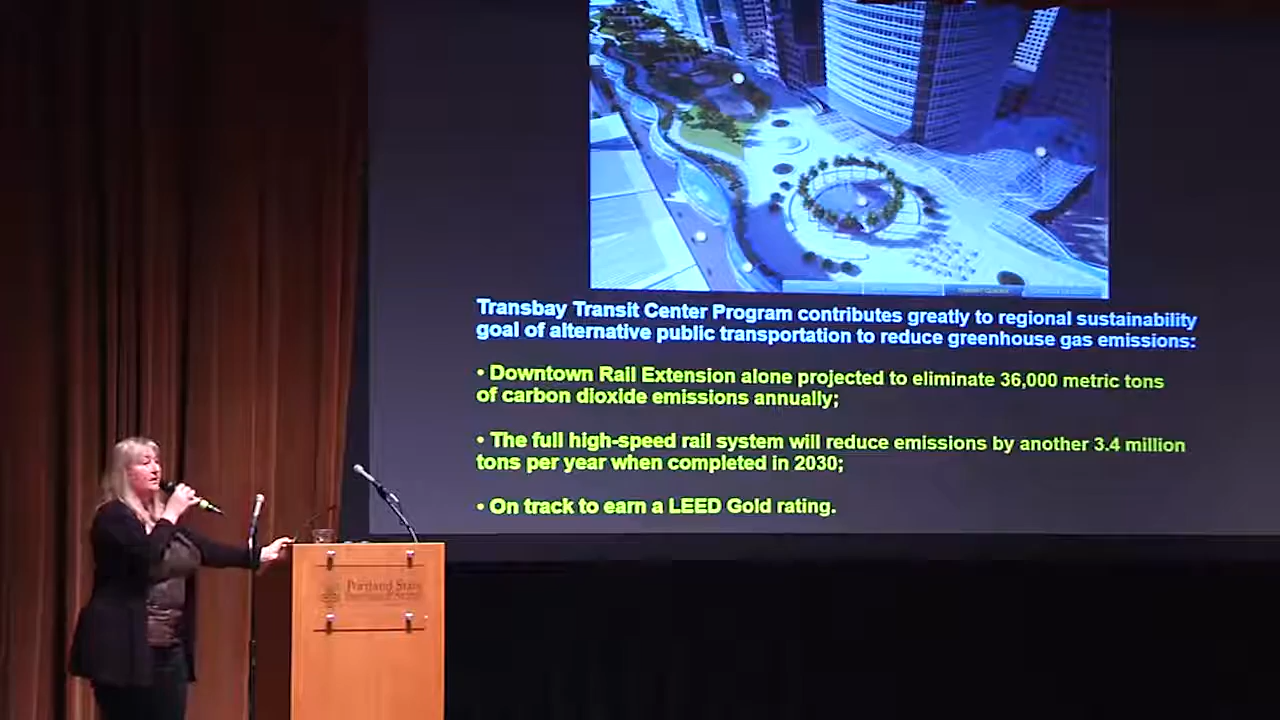 Transbay Transit Center Program contributes greatly to regional sustainability
goal of alternative public transportation to reduce greenhouse gas emissions:
• Downtown Rail Extension alone projected to eliminate 36,000 metric tons
of carbon dioxide emissions annually;
• The full high-speed rail system will reduce emissions by another 3.4 million
tons per year when completed in 2030;
• On track to earn a LEED Gold rating.
Portland State